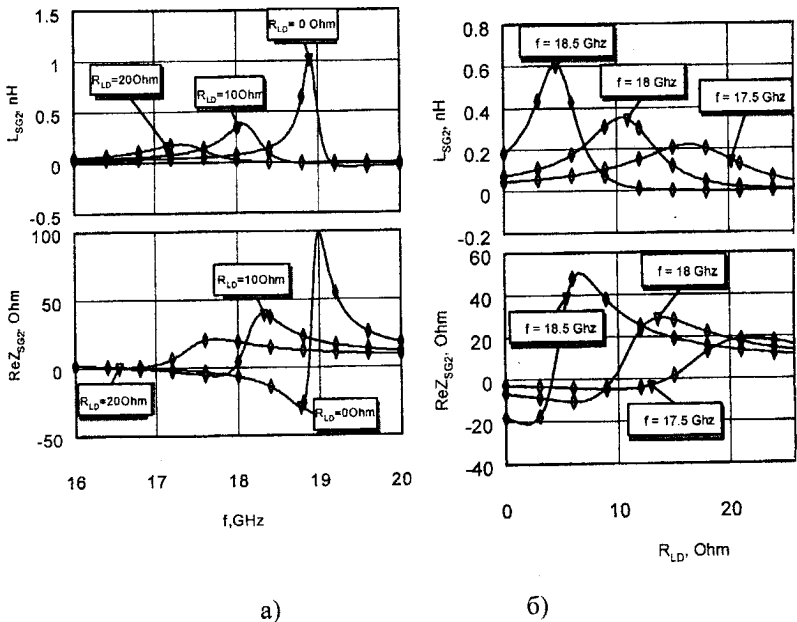 1.5
1
0.5
0
-0.5
L_SG2, nH
R_LD= 0 Ohm
R_LD=20Ohm
R_LD=10Ohm
100
50
0
-50
ReZ_SG2, Ohm
R_LD=10Ohm
R_LD=20Ohm
R_LD=0Ohm
16
17
18
19
20
f,GHz
а)
0.8
0.6
0.4
0.2
0
-0.2
L_SG2, nH
f = 18.5 Ghz
f = 18 Ghz
f = 17.5 Ghz
60
40
20
0
-20
-40
ReZ_SG2, Ohm
f = 18 Ghz
f = 18.5 Ghz
f = 17.5 Ghz
0
10
20
R_LD, Ohm
б)